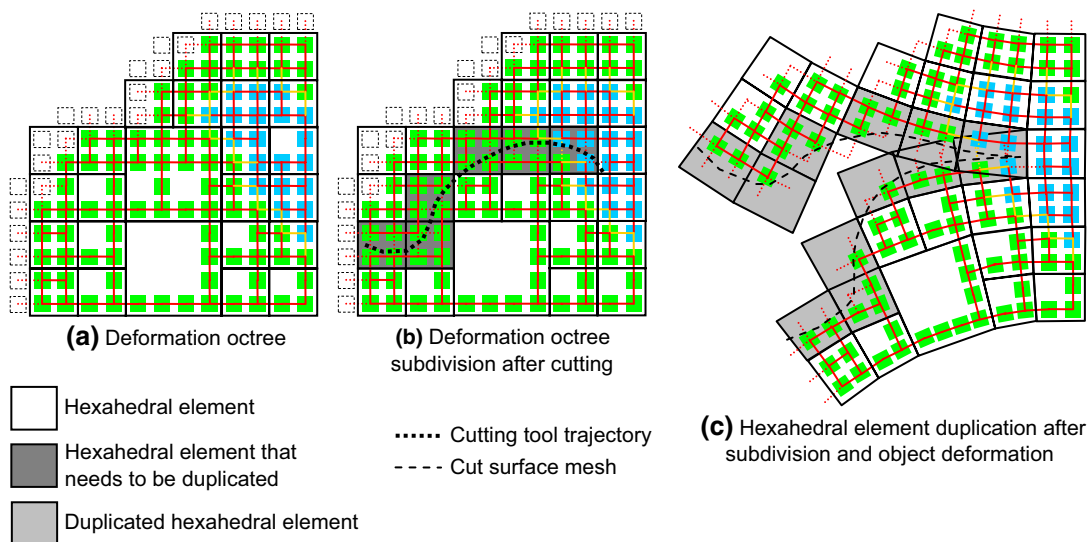 (a) Deformation octree
(b) Deformation octree
subdivision after cutting
(c) Hexahedral element duplication after
subdivision and object deformation
Hexahedral element
Hexahedral element that
needs to be duplicated
Duplicated hexahedral element
Cutting tool trajectory
Cut surface mesh